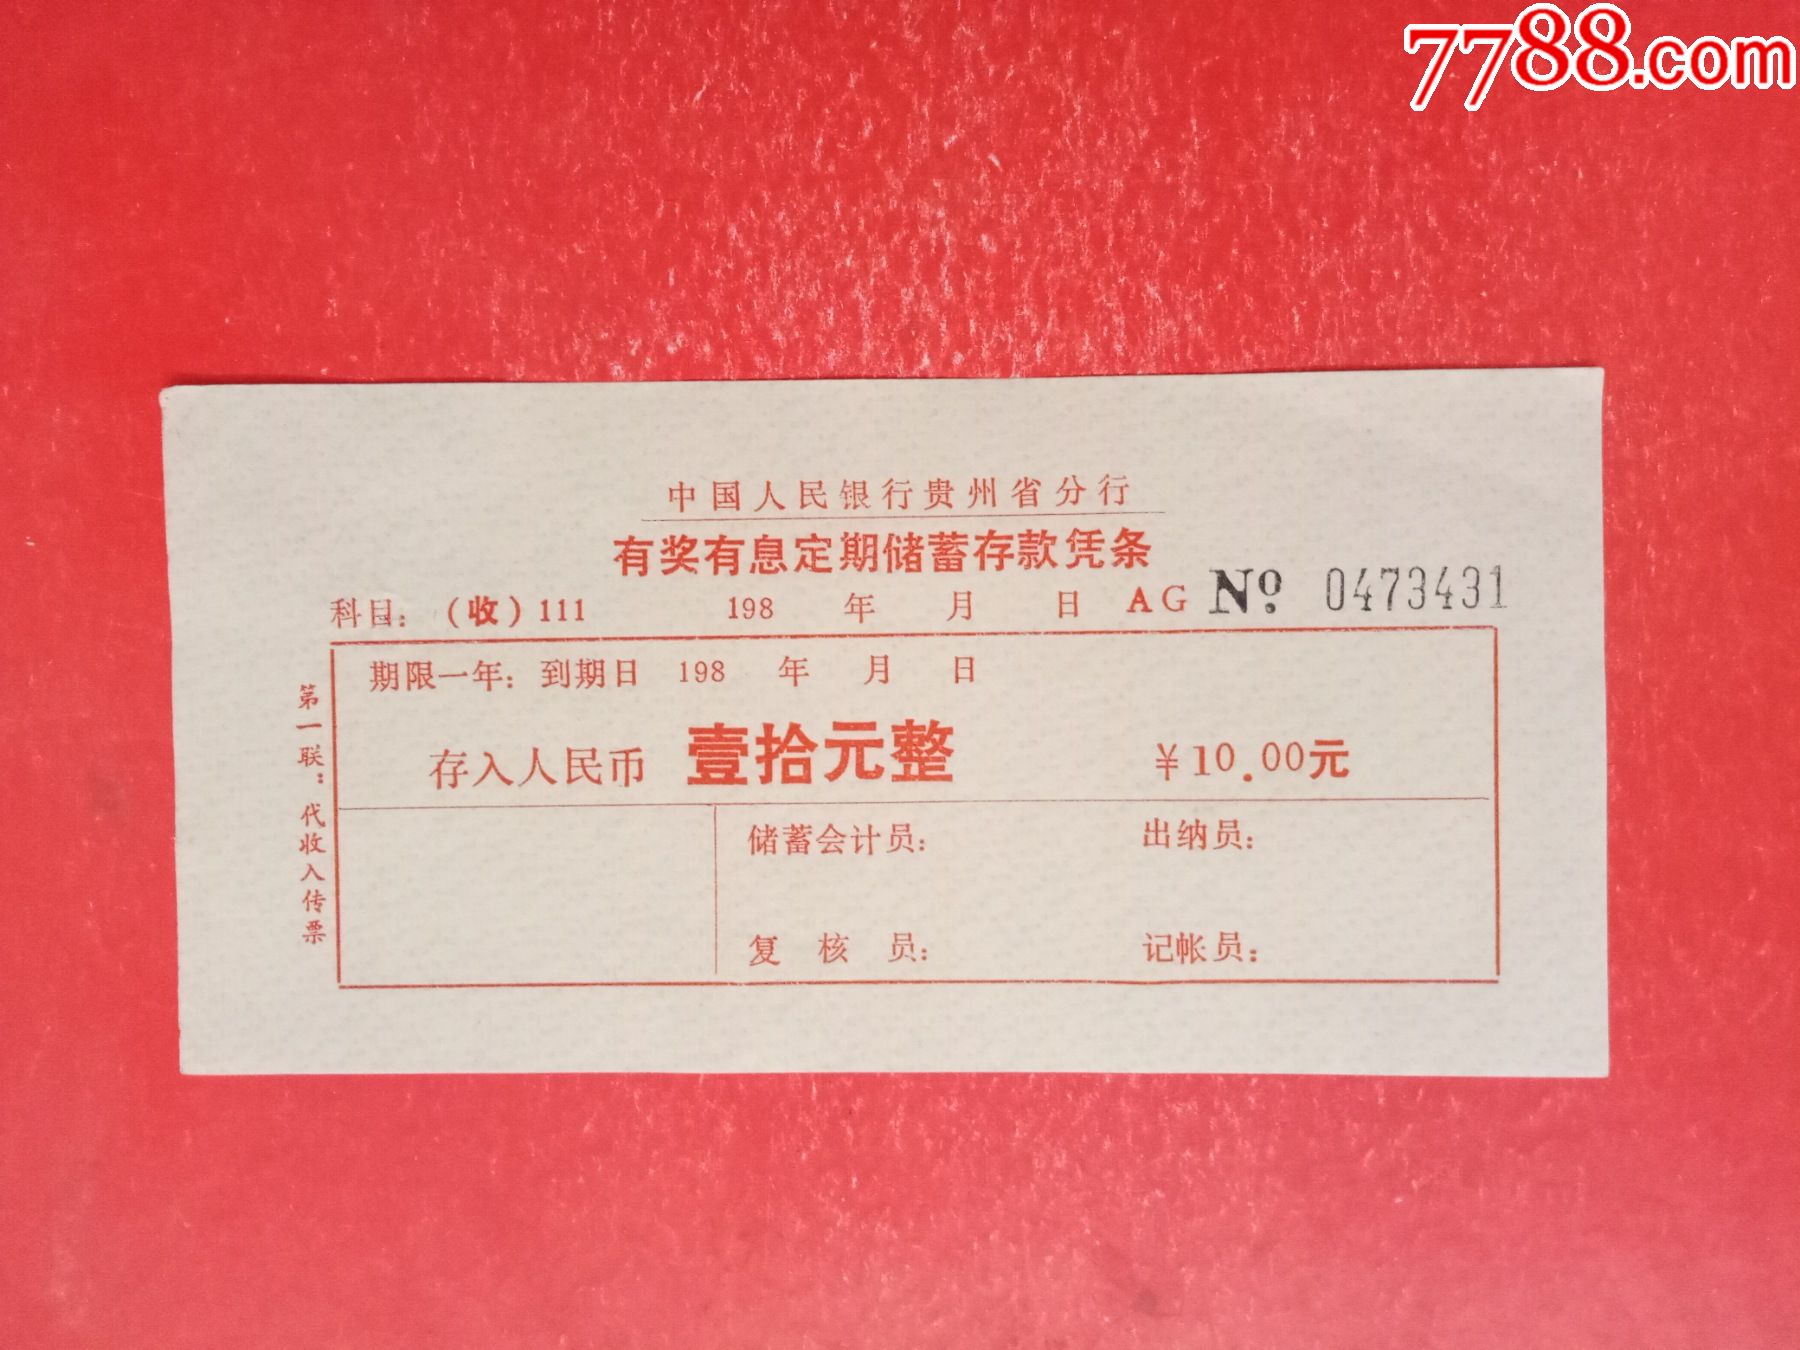 7788.com
中国人民银行贵州省分行
有奖有息定期储蓄存款凭条
科目：（收）111 198 年 月 日 AG No. 0473431
期限一年：到期日 198 年 月 日
存入人民币 壹拾元整 ¥10.00元
储蓄会计员： 出纳员：
复核员： 记帐员：
第一联：代收入传票